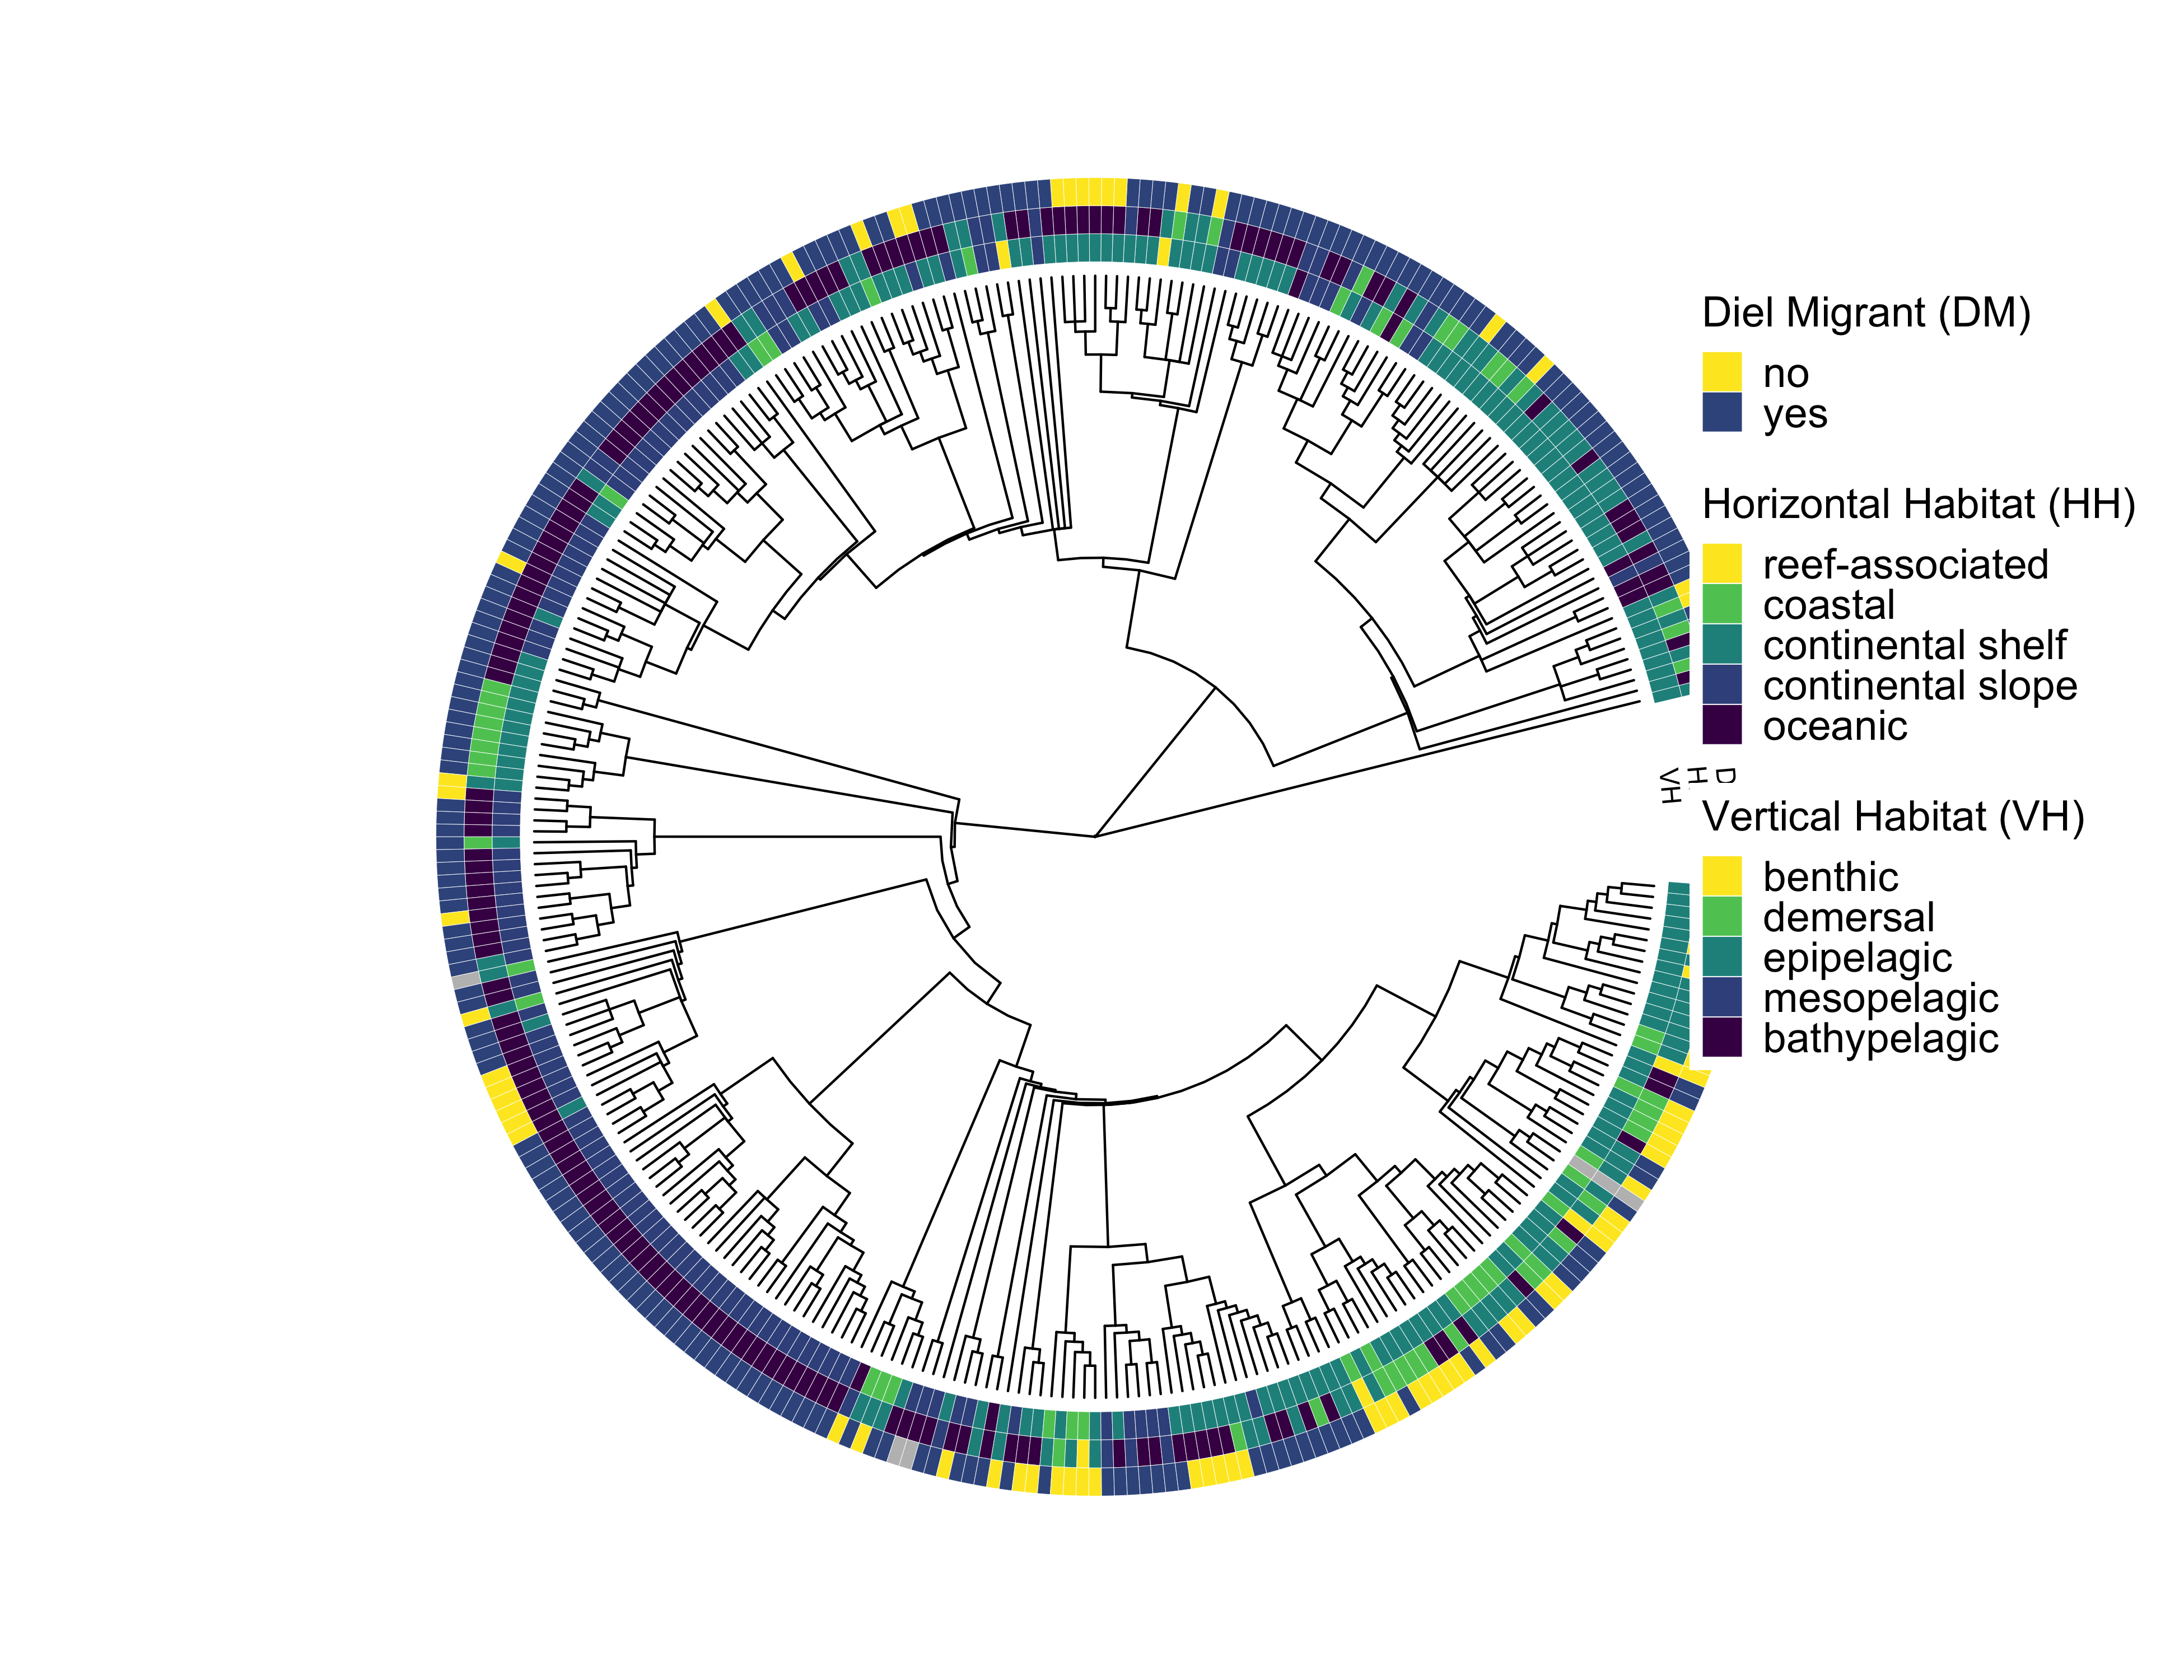 Diel Migrant (DM)
no
yes
Horizontal Habitat (HH)
reef-associated
coastal
continental shelf
continental slope
oceanic
VH
Vertical Habitat (VH)
benthic
demersal
epipelagic
mesopelagic
bathypelagic